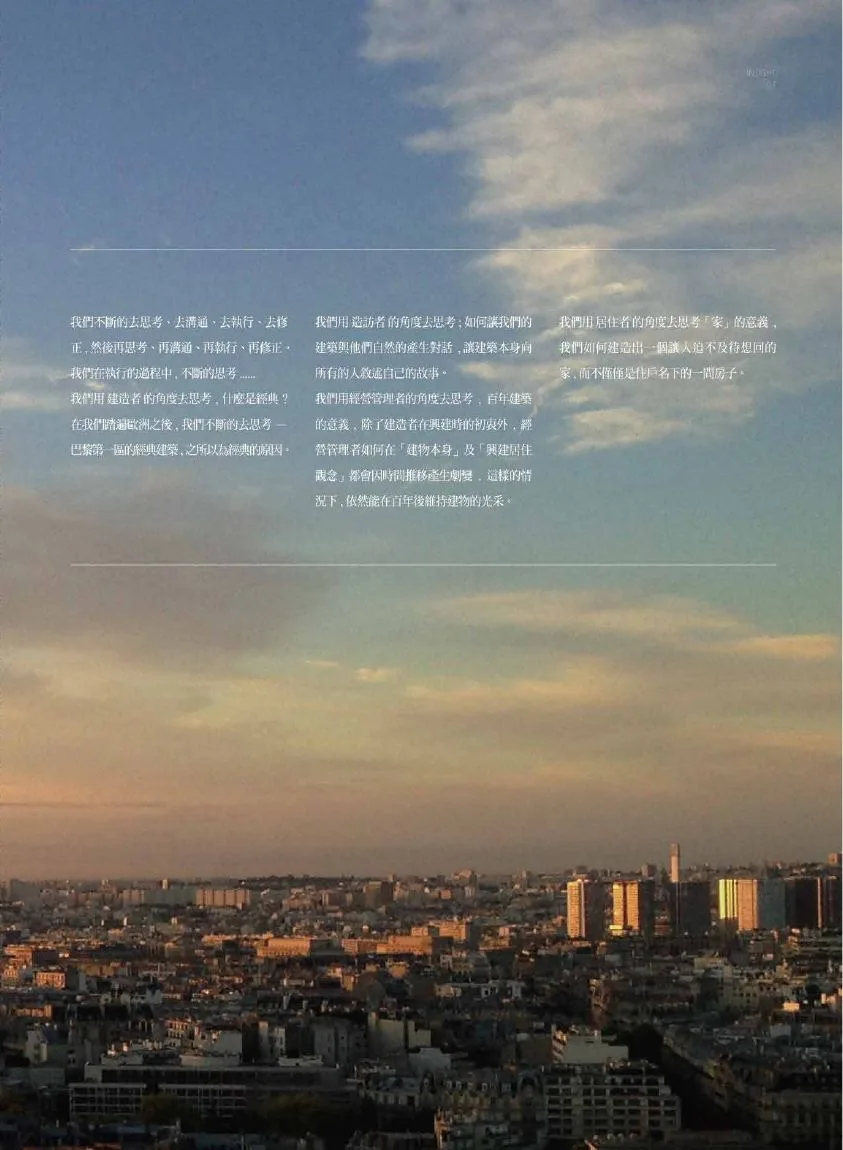 INSIGHT
我們不斷的去思考、去溝通、去執行、去修
正，然後再思考、再溝通、再執行、再修正。
我們在執行的過程中，不斷的思考……
我們用 建造者 的角度去思考，什麼是經典？
在我們踏遍歐洲之後，我們不斷的去思考 —
巴黎第一區的經典建築，之所以為經典的原因。
我們用 造訪者 的角度去思考；如何讓我們的
建築與他們自然的產生對話，讓建築本身向
所有的人敘述自己的故事。
我們用經營管理者的角度去思考，百年建築
的意義，除了建造者在興建時的初衷外，經
營管理者如何在「建物本身」及「興建居住
觀念」都會因時間推移產生劇變，這樣的情
況下，依然能在百年後維持建物的光采。
我們用 居住者 的角度去思考「家」的意義，
我們如何建造出一個讓人迫不及待想回的
家，而不僅僅是住戶名下的一間房子。